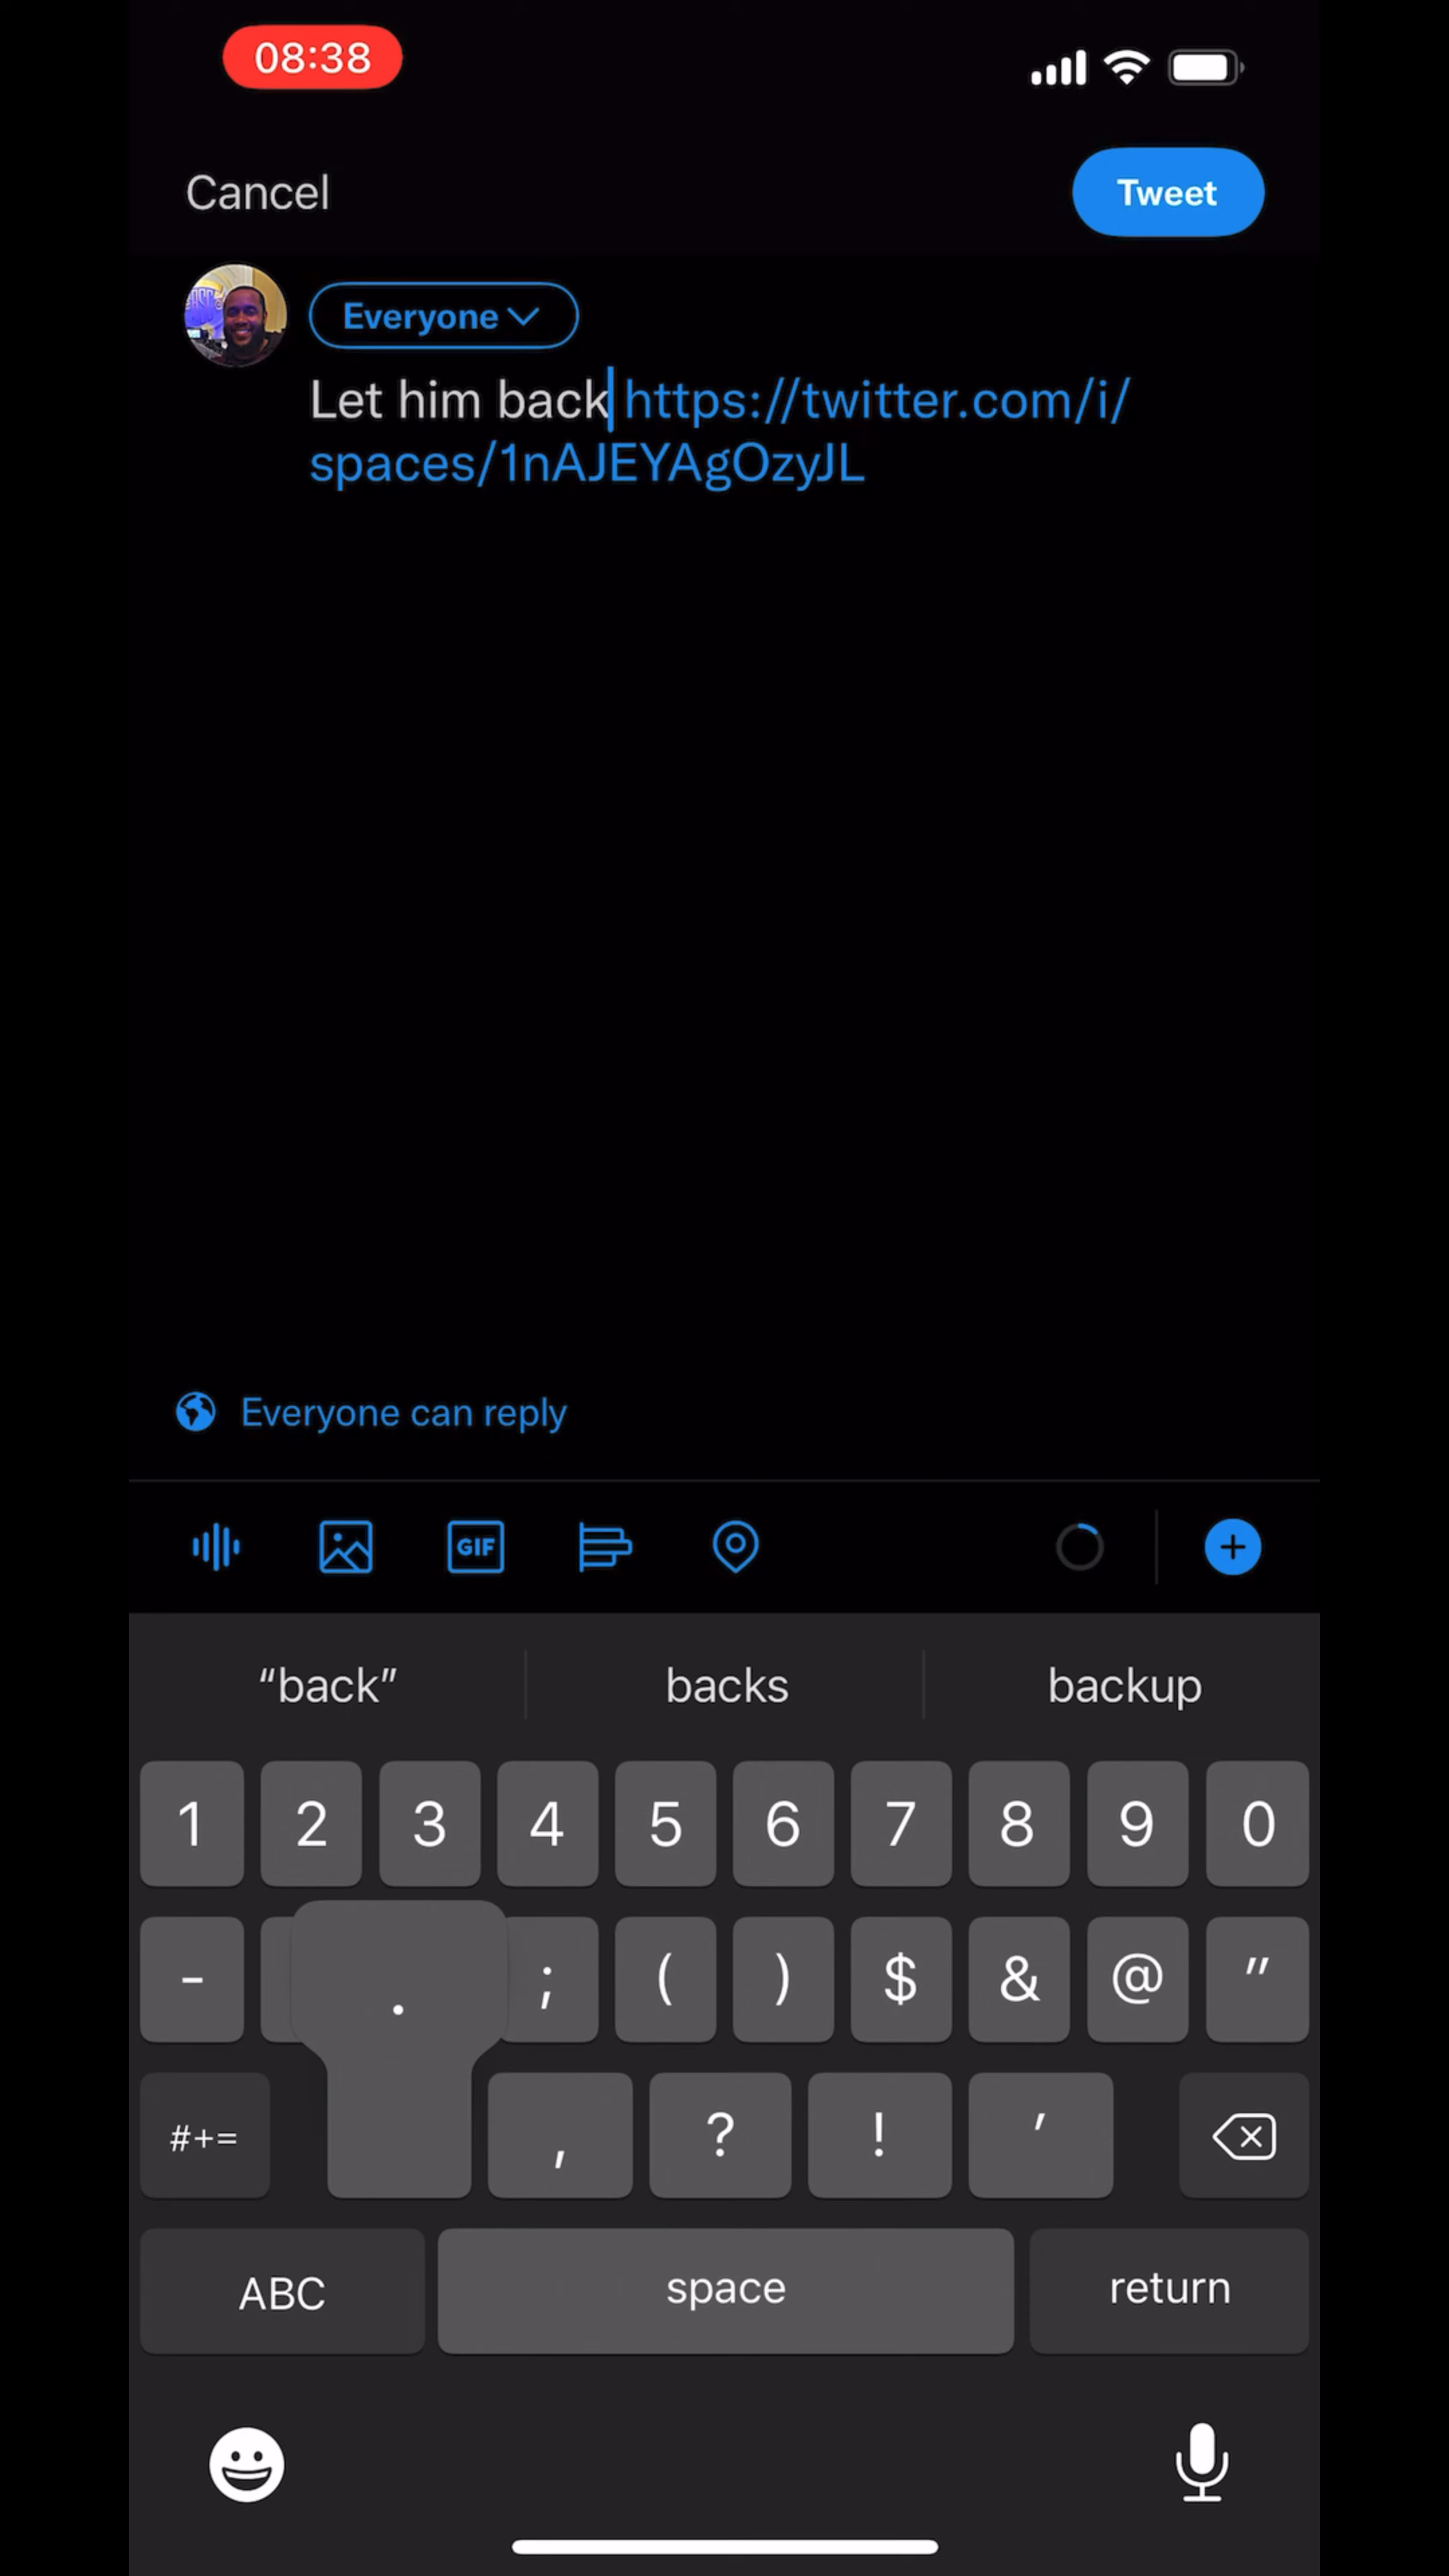 08:38
Cancel
Tweet
Everyone
Let him back https://twitter.com/i/
spaces/1nAJEYAgOzyJL
Everyone can reply
GIF
“back”
backs
backup
1 2 3 4 5 6 7 8 9 0
- . ; ( ) $ & @ "
#+= , ? ! '
ABC space return